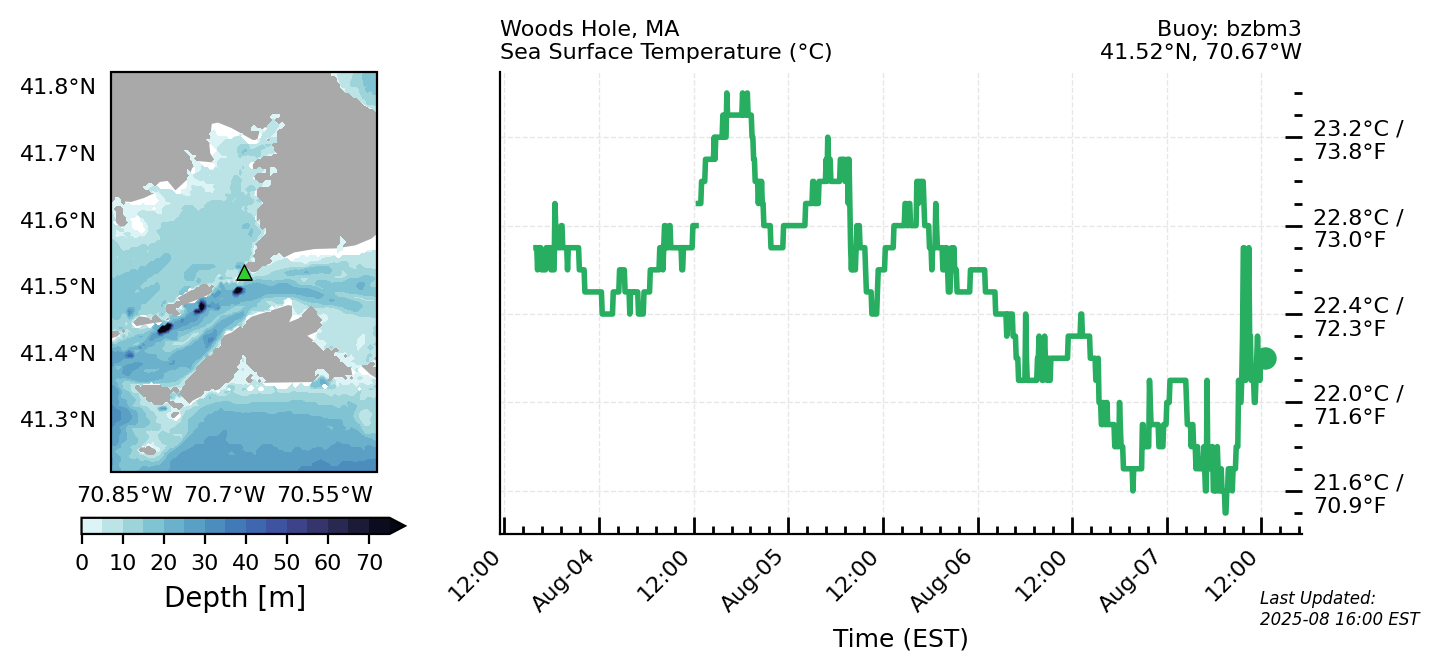 Woods Hole, MA
Sea Surface Temperature (°C)
Buoy: bzbm3
41.52°N, 70.67°W
41.8°N
41.7°N
41.6°N
41.5°N
41.4°N
41.3°N
70.85°W 70.7°W 70.55°W
0 10 20 30 40 50 60 70
Depth [m]
23.2°C /
73.8°F
22.8°C /
73.0°F
22.4°C /
72.3°F
22.0°C /
71.6°F
21.6°C /
70.9°F
12:00 Aug-04 12:00 Aug-05 12:00 Aug-06 12:00 Aug-07 12:00
Time (EST)
Last Updated:
2025-08 16:00 EST